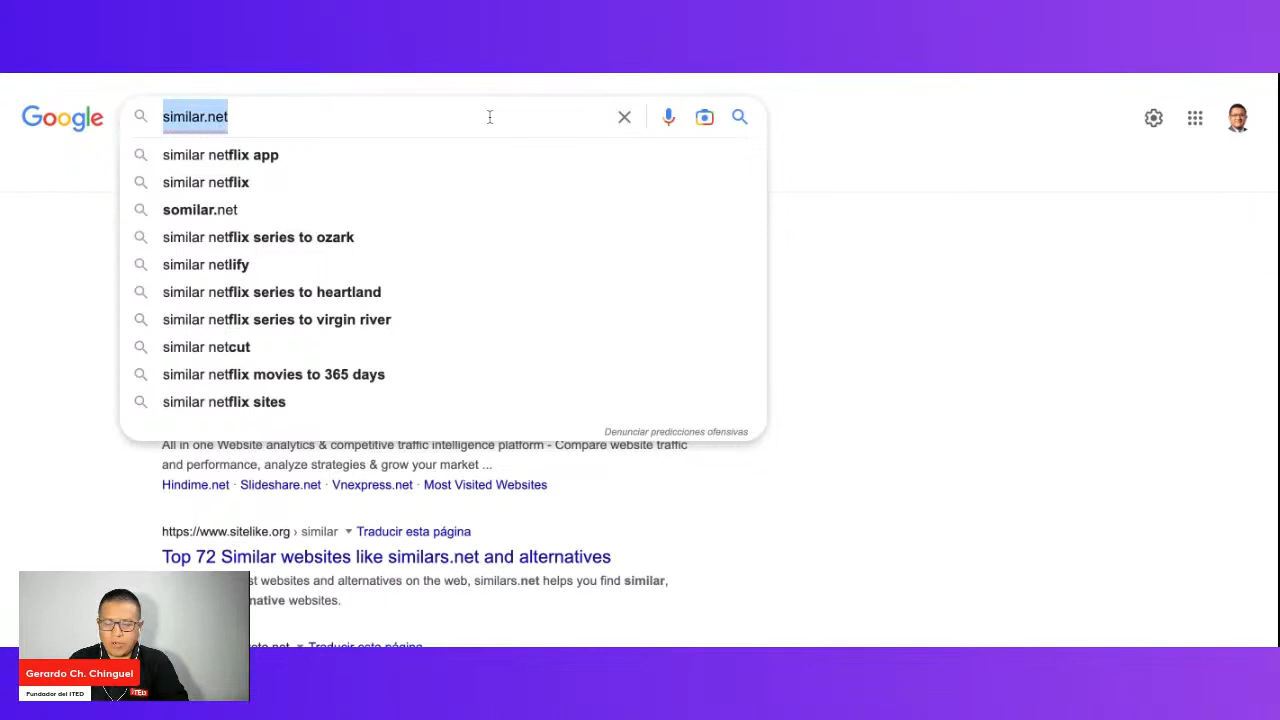 Google
similar.net
similar netflix app
similar netflix
somilar.net
similar netflix series to ozark
similar netlify
similar netflix series to heartland
similar netflix series to virgin river
similar netcut
similar netflix movies to 365 days
similar netflix sites
Denunciar predicciones ofensivas
All in one Website analytics & competitive traffic intelligence platform - Compare website traffic
and performance, analyze strategies & grow your market ...
Hindime.net · Slideshare.net · Vnexpress.net · Most Visited Websites
https://www.sitelike.org › similar Traducir esta página
Top 72 Similar websites like similars.net and alternatives
websites and alternatives on the web, similars.net helps you find similar,
websites.
Traducir esta página
Gerardo Ch. Chinguel
Fundador del ITED